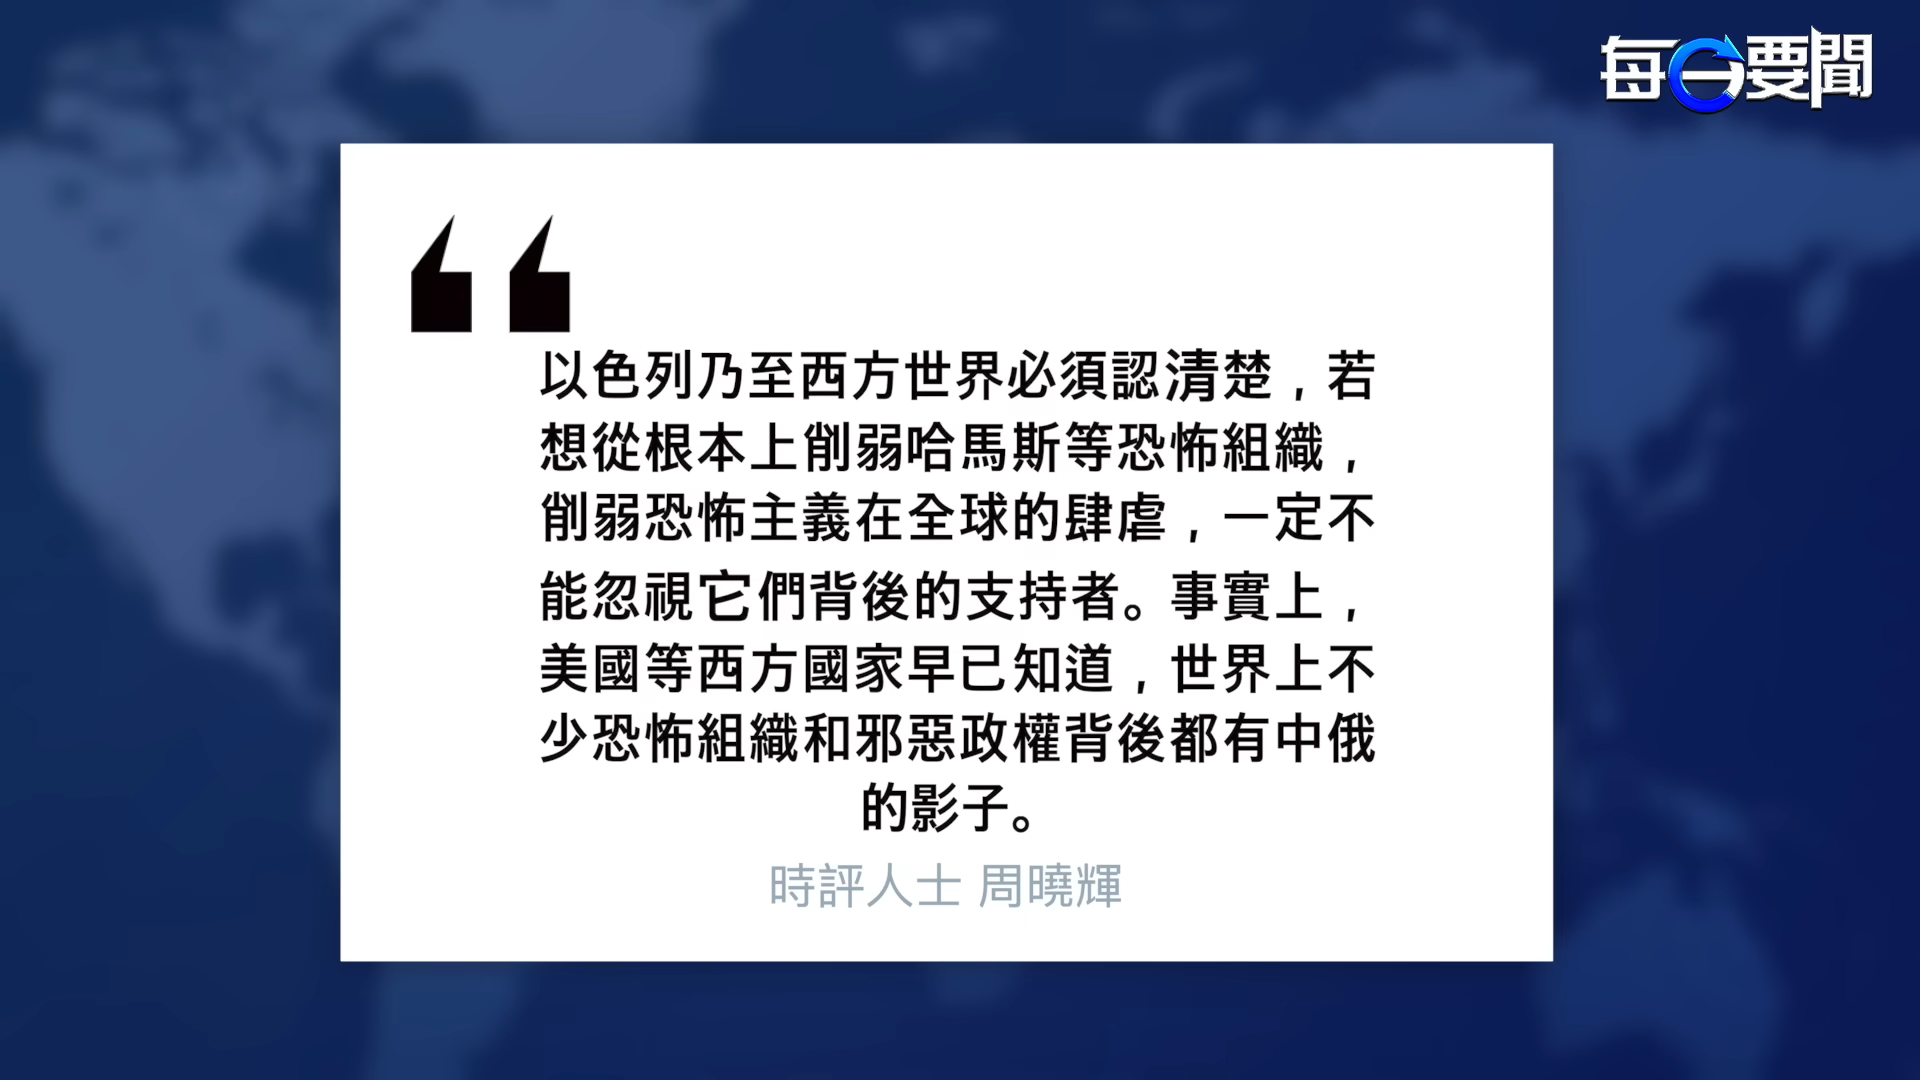 每日要聞
以色列乃至西方世界必須認清楚，若
想從根本上削弱哈馬斯等恐怖組織，
削弱恐怖主義在全球的肆虐，一定不
能忽視它們背後的支持者。事實上，
美國等西方國家早已知道，世界上不
少恐怖組織和邪惡政權背後都有中俄
的影子。
時評人士 周曉輝